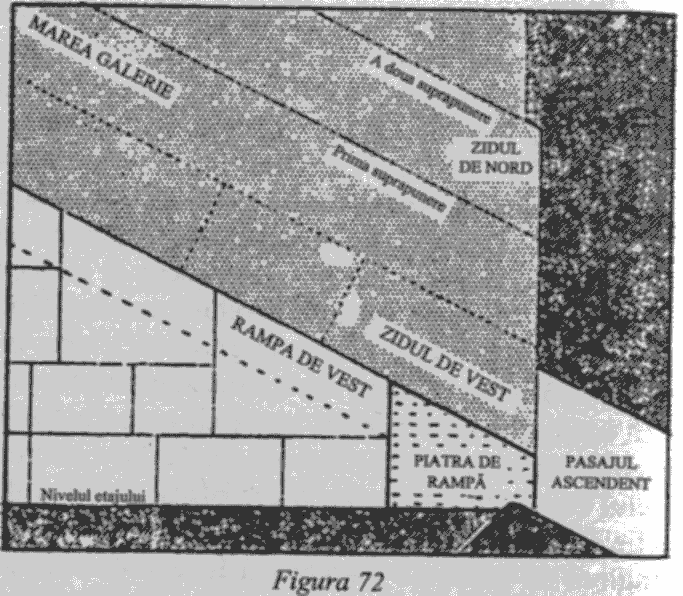 MAREA GALERIE
A doua suprapunere
ZIDUL
DE NORD
Prima suprapunere
RAMPA DE VEST
ZIDUL DE VEST
PIATRA DE
RAMPĂ
PASAJUL
ASCENDENT
Nivelul etajului
Figura 72